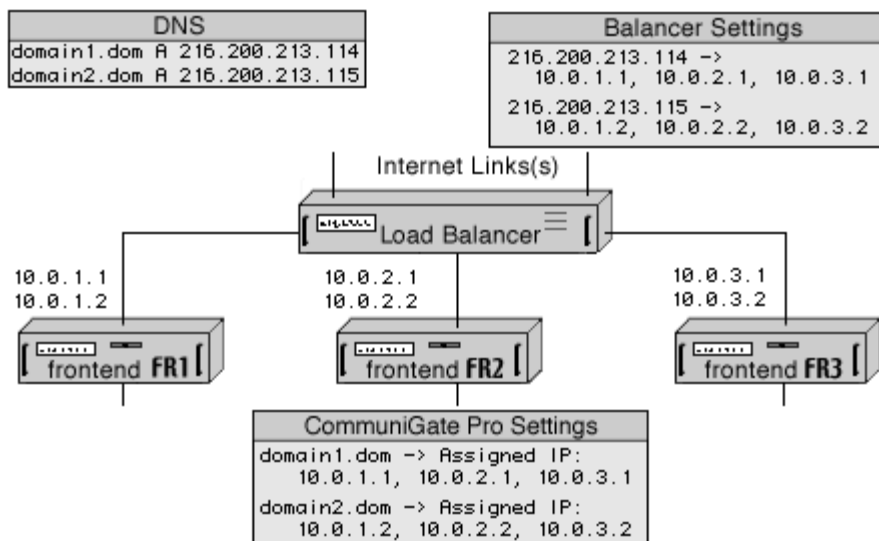 DNS
domain1.dom A 216.200.213.114
domain2.dom A 216.200.213.115
Balancer Settings
216.200.213.114 ->
10.0.1.1, 10.0.2.1, 10.0.3.1
216.200.213.115 ->
10.0.1.2, 10.0.2.2, 10.0.3.2
Internet Links(s)
Load Balancer
10.0.1.1
10.0.1.2
10.0.2.1
10.0.2.2
10.0.3.1
10.0.3.2
frontend FR1
frontend FR2
frontend FR3
CommuniGate Pro Settings
domain1.dom -> Assigned IP:
10.0.1.1, 10.0.2.1, 10.0.3.1
domain2.dom -> Assigned IP:
10.0.1.2, 10.0.2.2, 10.0.3.2